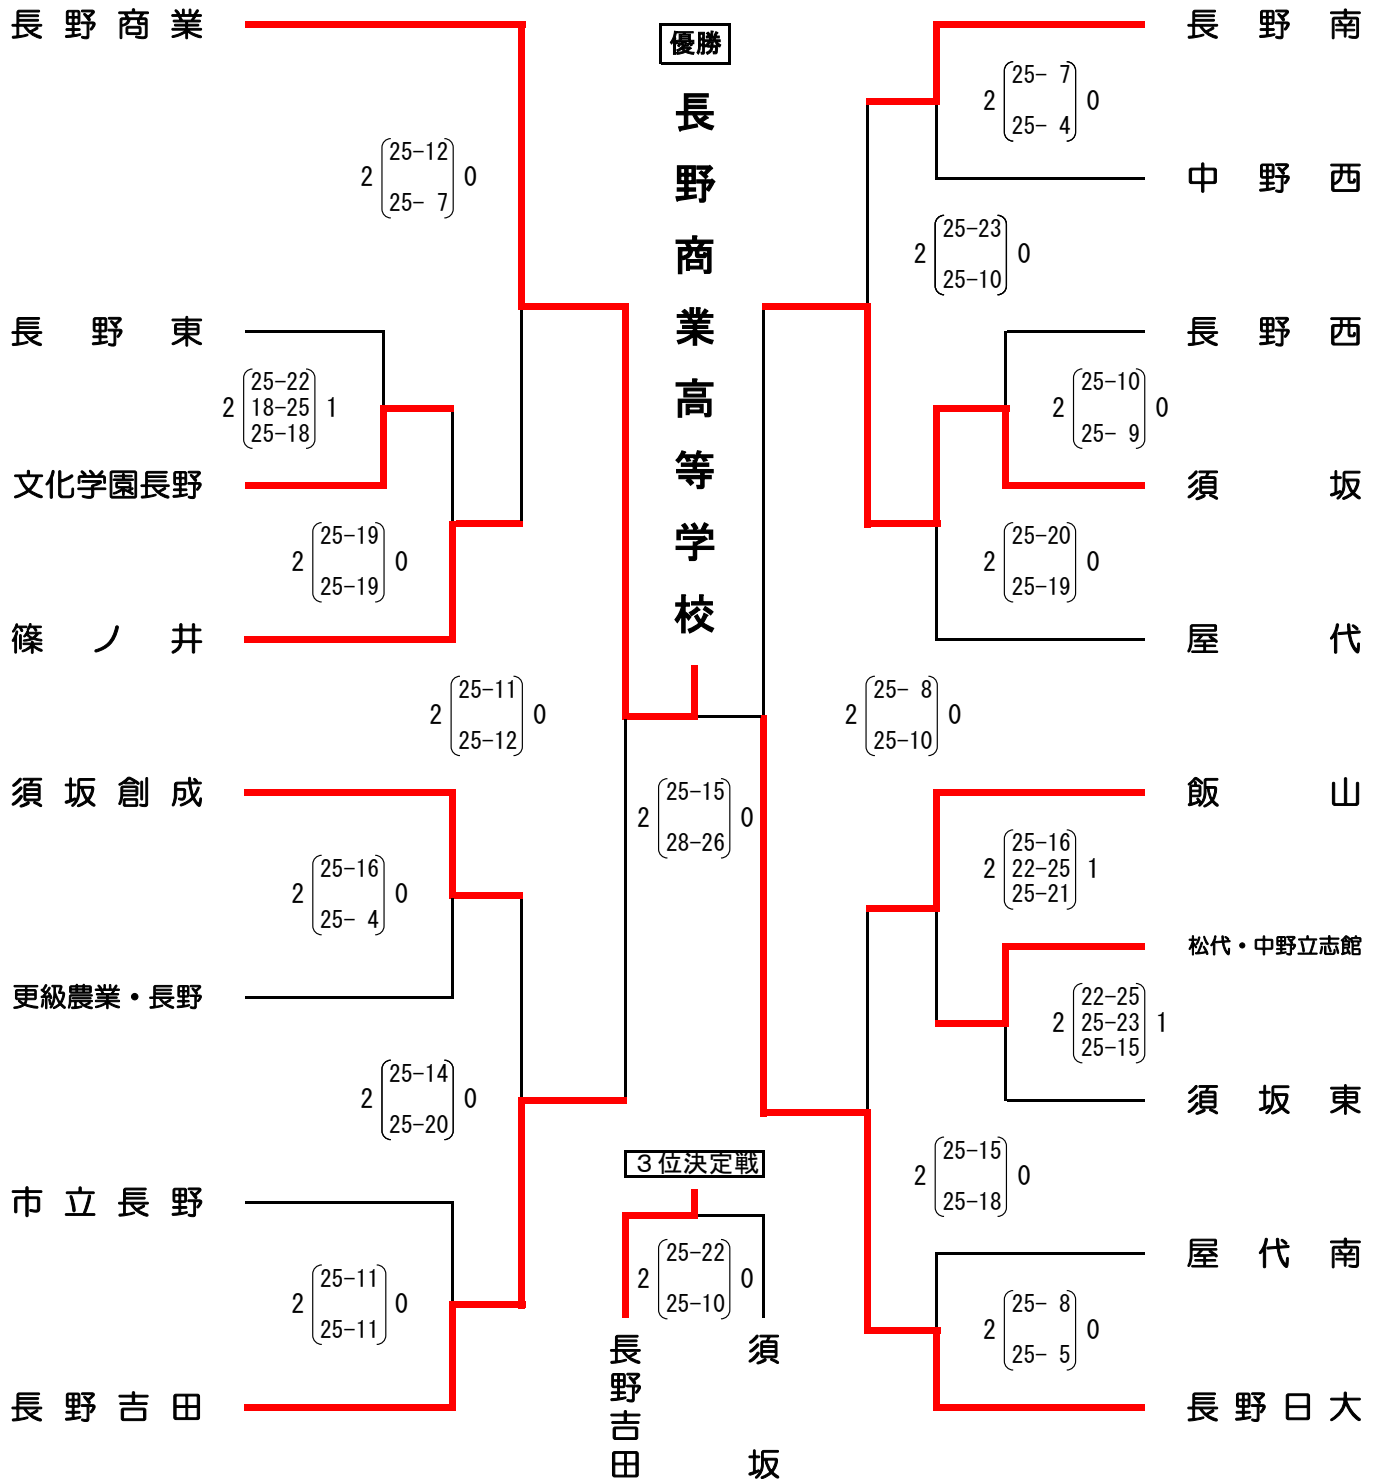 長野商業
長野東
文化学園長野
篠ノ井
須坂創成
更級農業・長野
市立長野
長野吉田
2 25-12 0
25- 7
2 25-22 1
18-25
25-18
2 25-19 0
25-19
2 25-11 0
25-12
2 25-16 0
25- 4
2 25-14 0
25-20
2 25-11 0
25-11
優勝
長野商業高等学校
2 25-15 0
28-26
3位決定戦
2 25-22 0
25-10
長野吉田
須坂
2 25- 7 0
25- 4
2 25-23 0
25-10
2 25-10 0
25- 9
2 25-20 0
25-19
2 25- 8 0
25-10
2 25-16 1
22-25
25-21
2 22-25 1
25-23
25-15
2 25-15 0
25-18
2 25- 8 0
25- 5
長野南
中野西
長野西
須坂
屋代
飯山
松代・中野立志館
須坂東
屋代南
長野日大